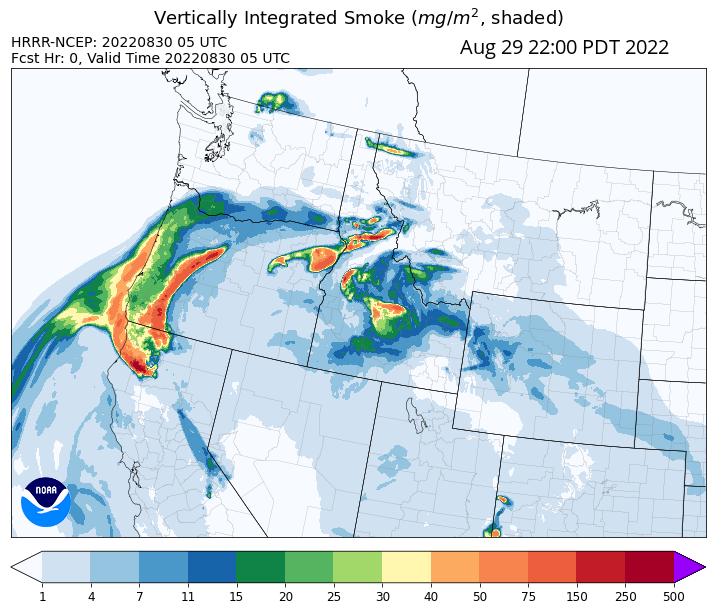 Vertically Integrated Smoke (mg/m², shaded)
HRRR-NCEP: 20220830 05 UTC
Fcst Hr: 0, Valid Time 20220830 05 UTC
Aug 29 22:00 PDT 2022
NOAA
1 4 7 11 15 20 25 30 40 50 75 150 250 500